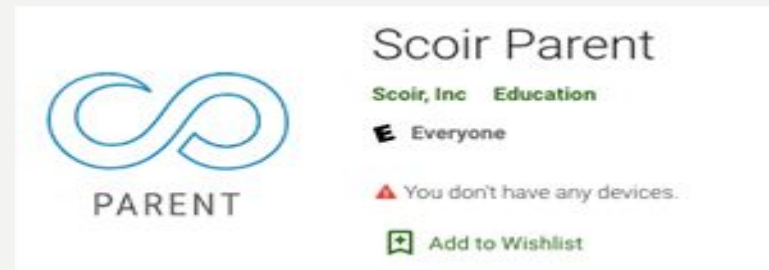 Scoir Parent
Scoir, Inc Education
E Everyone
You don't have any devices.
Add to Wishlist
PARENT